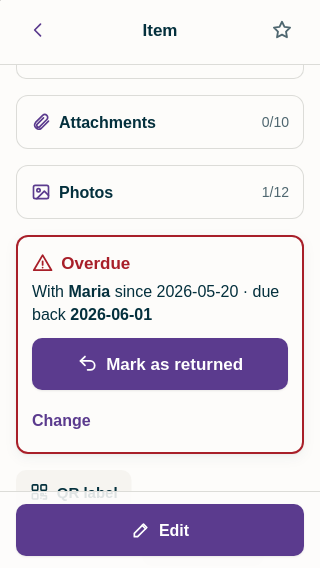 Item
Attachments 0/10
Photos 1/12
Overdue
With Maria since 2026-05-20 · due
back 2026-06-01
Mark as returned
Change
QR label
Edit